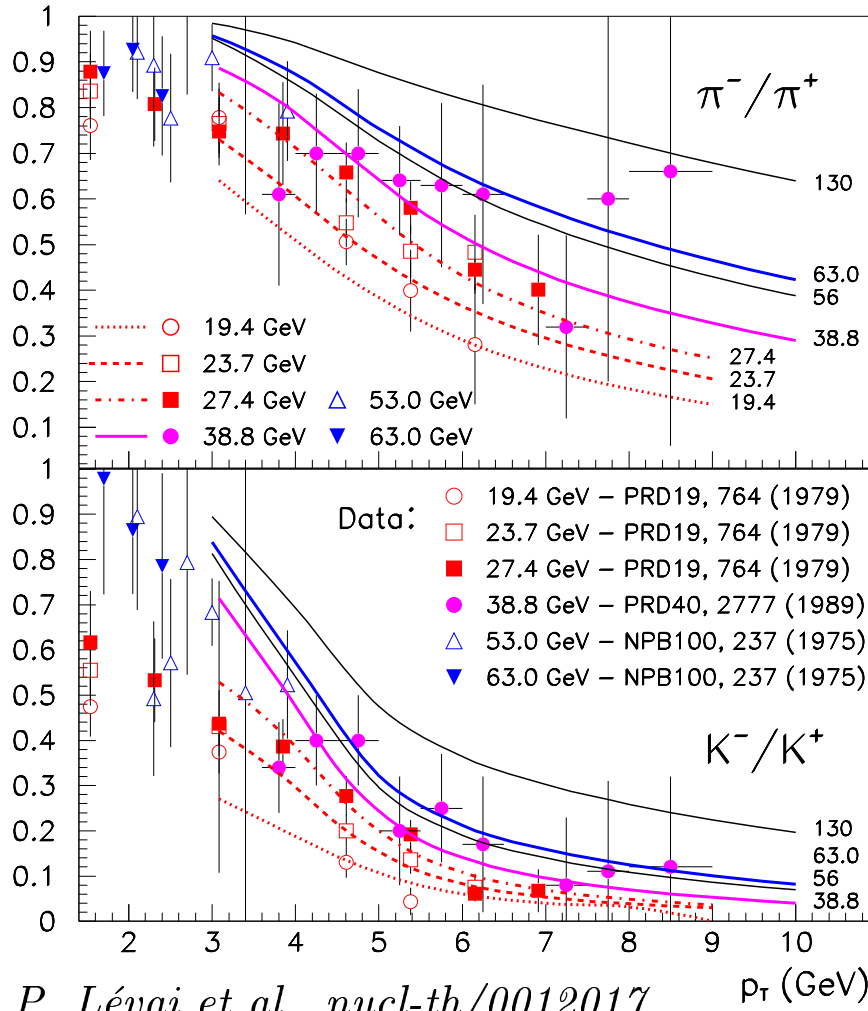 1
0.9
0.8
0.7
0.6
0.5
0.4
0.3
0.2
0.1
π⁻/π⁺
130
63.0
56
38.8
27.4
23.7
19.4
19.4 GeV
23.7 GeV
27.4 GeV
53.0 GeV
38.8 GeV
63.0 GeV
1
0.9
0.8
0.7
0.6
0.5
0.4
0.3
0.2
0.1
0
Data:
19.4 GeV – PRD19, 764 (1979)
23.7 GeV – PRD19, 764 (1979)
27.4 GeV – PRD19, 764 (1979)
38.8 GeV – PRD40, 2777 (1989)
53.0 GeV – NPB100, 237 (1975)
63.0 GeV – NPB100, 237 (1975)
K⁻/K⁺
130
63.0
56
38.8
2 3 4 5 6 7 8 9 10
p_T (GeV)
P. Lévai et al., nucl-th/0012017